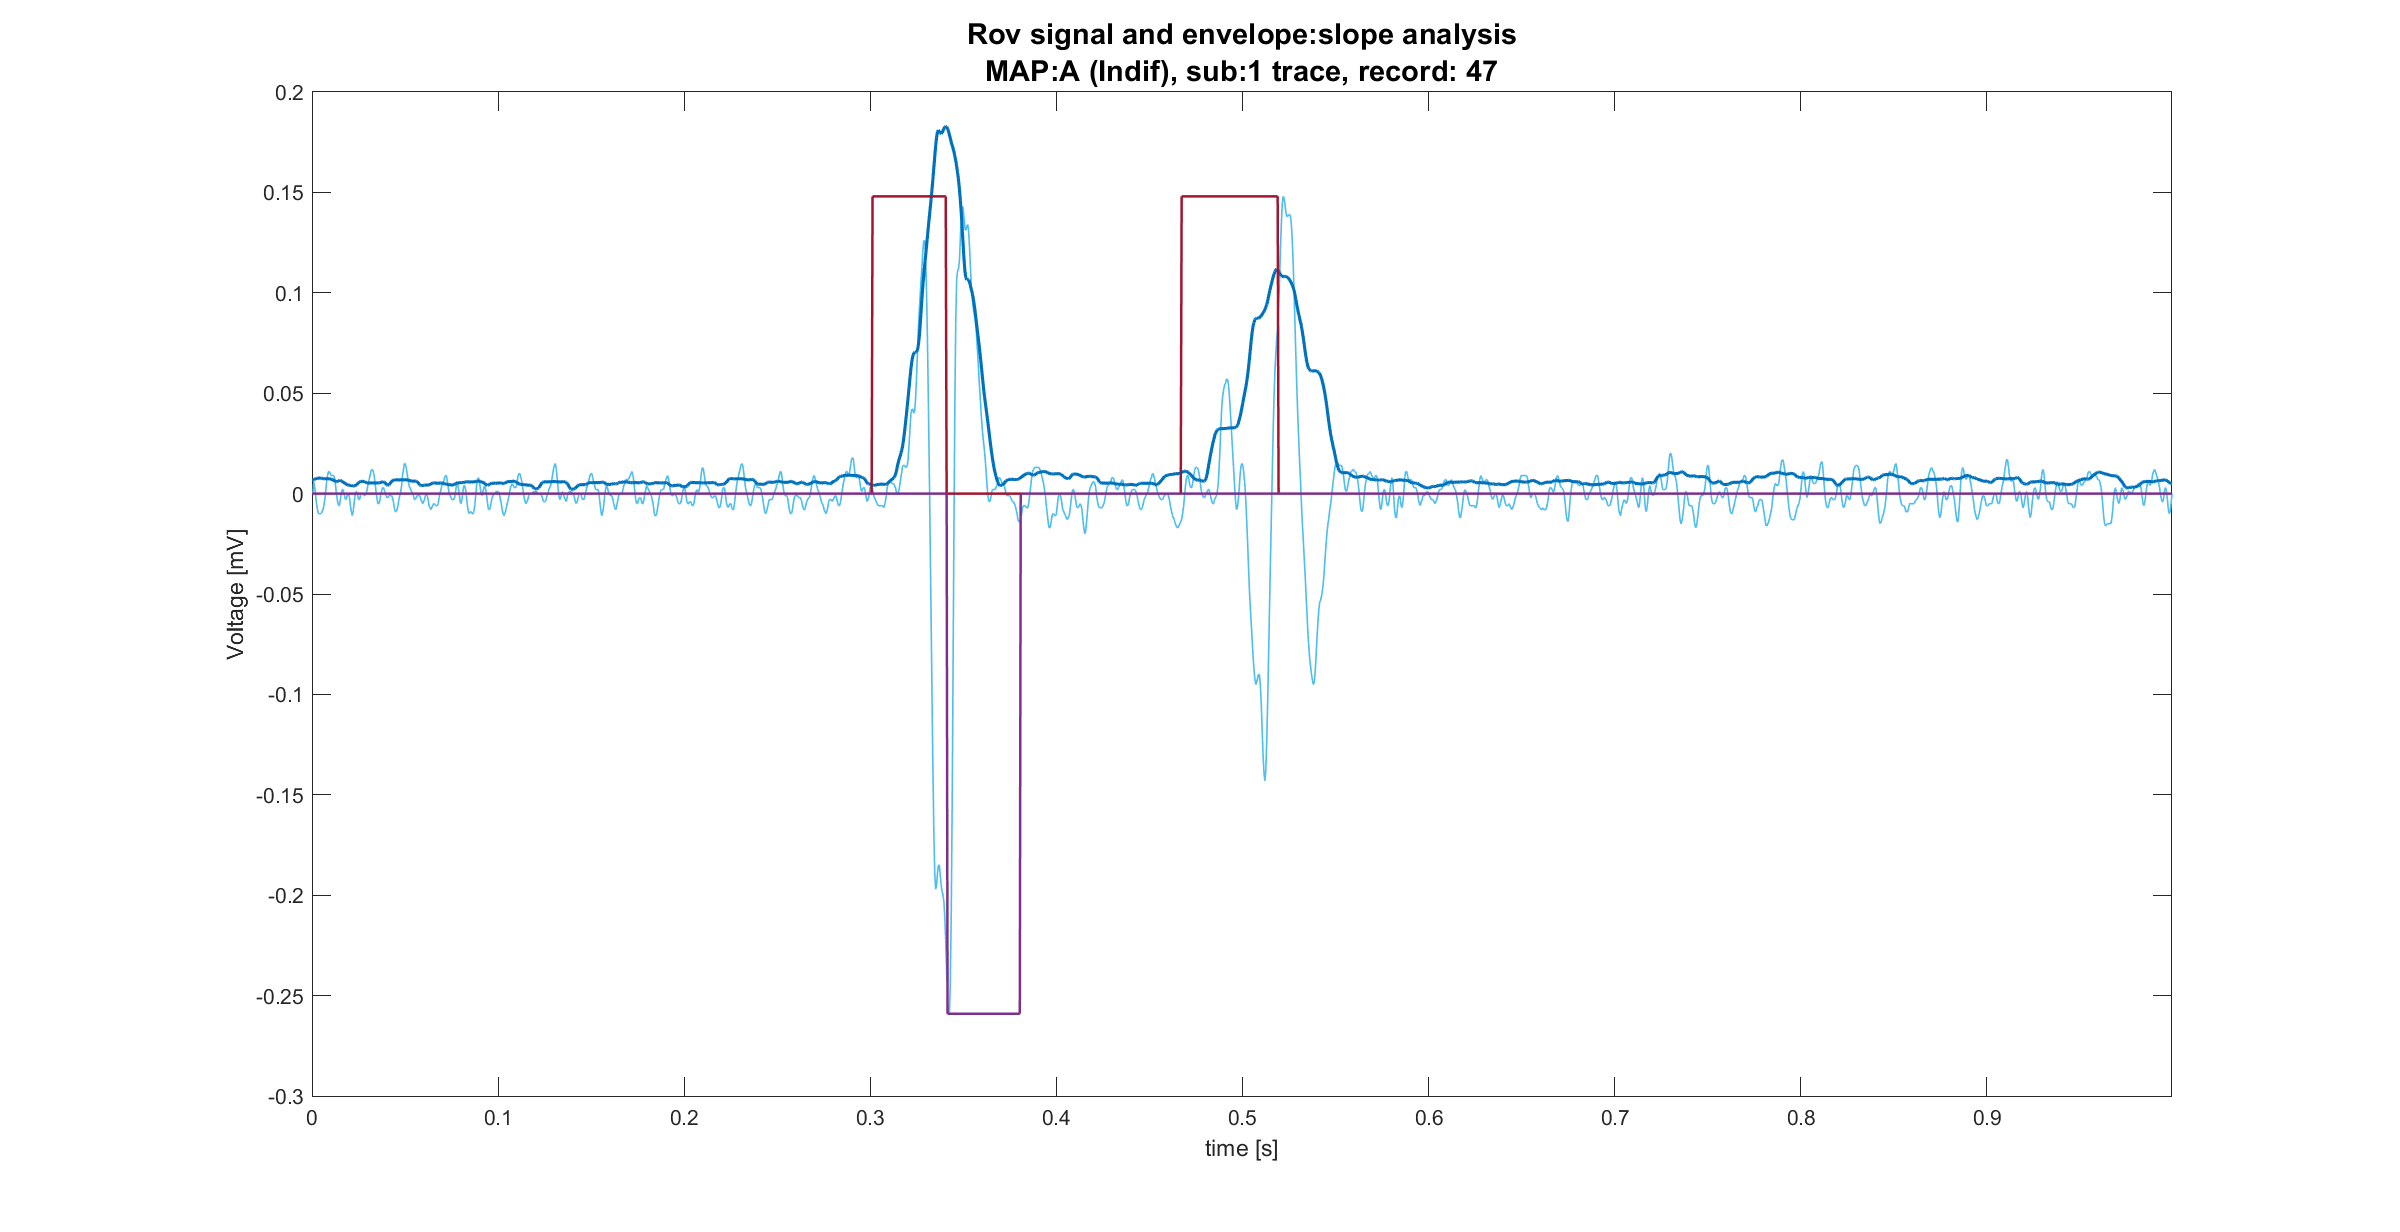 Rov signal and envelope:slope analysis
MAP:A (Indif), sub:1 trace, record: 47
0.2
0.15
0.1
0.05
0
-0.05
-0.1
-0.15
-0.2
-0.25
-0.3
Voltage [mV]
0 0.1 0.2 0.3 0.4 0.5 0.6 0.7 0.8 0.9
time [s]